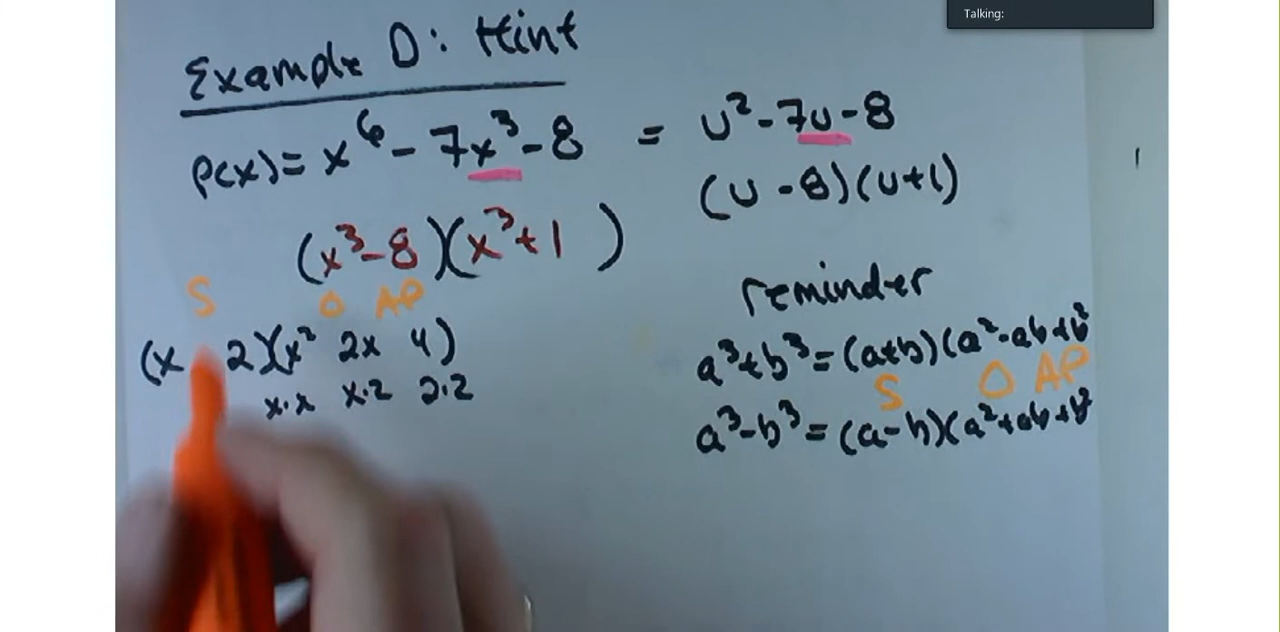 Talking:
Example D: Hint
P(x) = x⁶ - 7x³ - 8 = u² - 7u - 8
(u - 8)(u + 1)
(x³ - 8)(x³ + 1 )
reminder
S O AP
a³ + b³ = (a + b)(a² - ab + b²
(x 2)(x² 2x 4)
S O AP
x·x x·2 2·2
a³ - b³ = (a - b)(a² + ab + b²